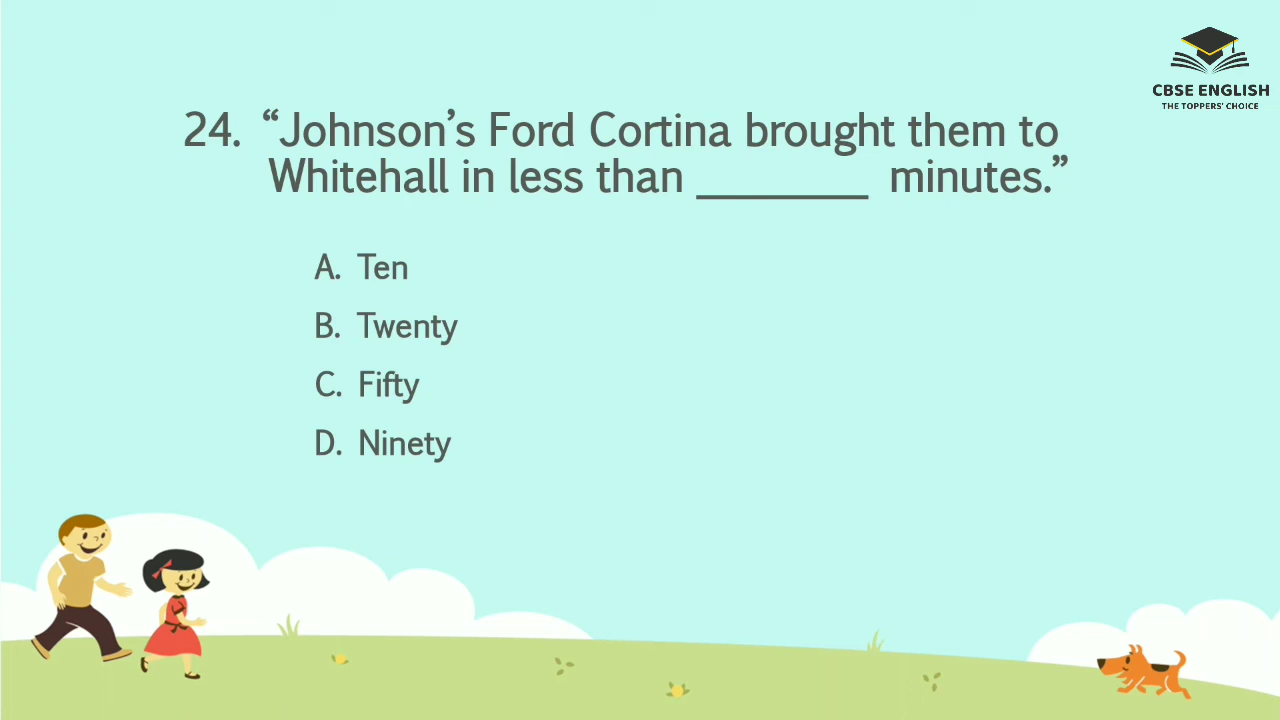 CBSE ENGLISH
THE TOPPERS' CHOICE
24. “Johnson’s Ford Cortina brought them to
Whitehall in less than ________ minutes.”
A. Ten
B. Twenty
C. Fifty
D. Ninety